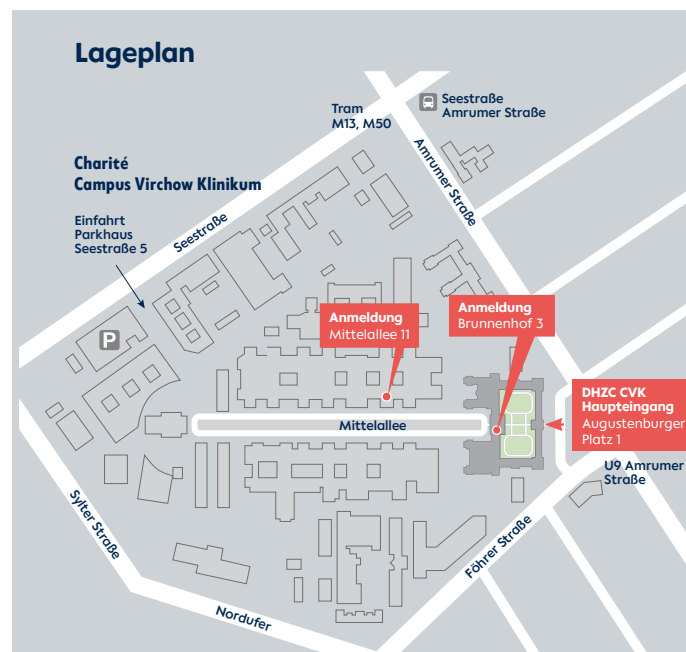 Lageplan
Tram
M13, M50
Seestraße
Amrumer Straße
Charité
Campus Virchow Klinikum
Amrumer Straße
Einfahrt
Parkhaus
Seestraße 5
Seestraße
P
Anmeldung
Mittelallee 11
Anmeldung
Brunnenhof 3
DHZC CVK
Haupteingang
Augustenburger
Platz 1
Mittelallee
U9 Amrumer
Straße
Sylter Straße
Föhrer Straße
Nordufer